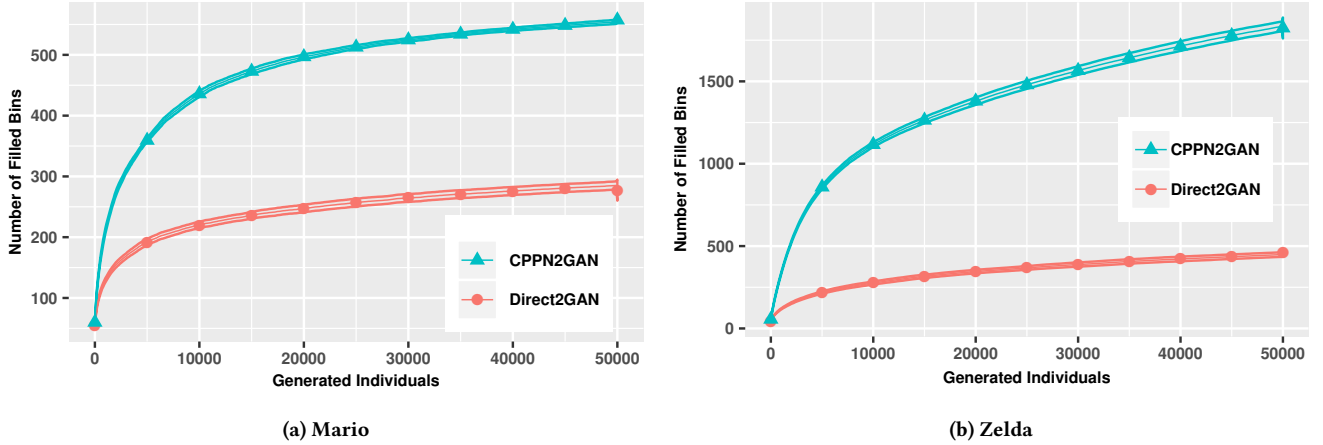 Number of Filled Bins
500
400
300
200
100
0
10000
20000
30000
40000
50000
Generated Individuals
CPPN2GAN
Direct2GAN
(a) Mario
Number of Filled Bins
1500
1000
500
0
0
10000
20000
30000
40000
50000
Generated Individuals
CPPN2GAN
Direct2GAN
(b) Zelda